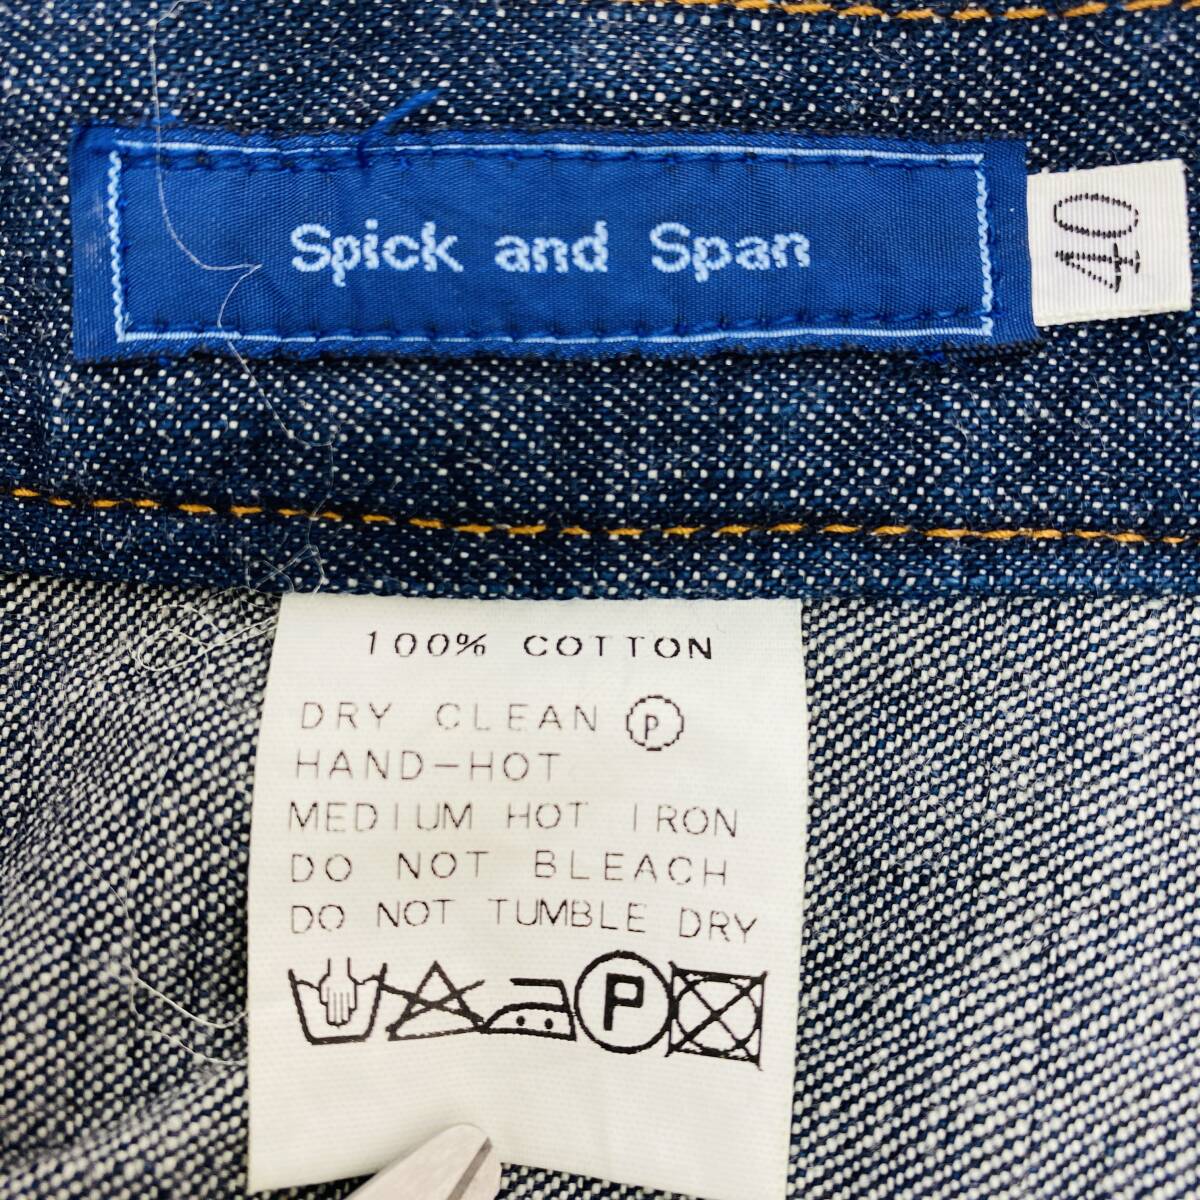 Spick and Span
40
100% COTTON
DRY CLEAN Ⓟ
HAND-HOT
MEDIUM HOT IRON
DO NOT BLEACH
DO NOT TUMBLE DRY
P